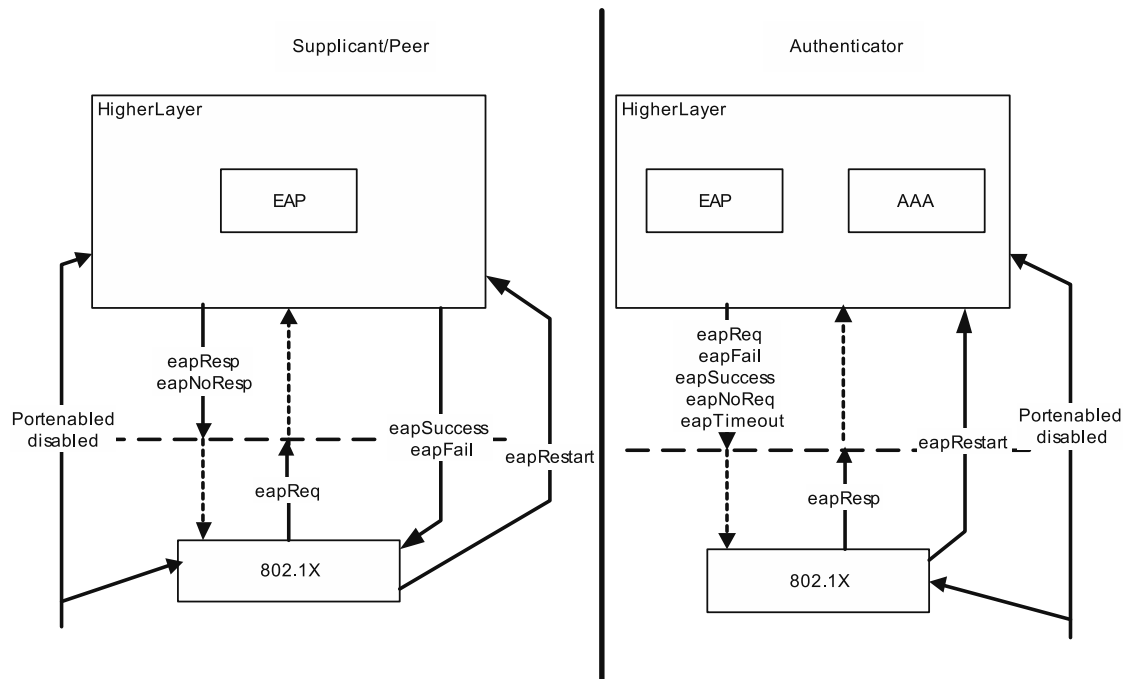 Supplicant/Peer
HigherLayer
EAP
eapResp
eapNoResp
Portenabled
disabled
eapSuccess
eapFail
eapRestart
eapReq
802.1X
Authenticator
HigherLayer
EAP
AAA
eapReq
eapFail
eapSuccess
eapNoReq
eapTimeout
Portenabled
disabled
eapRestart
eapResp
802.1X